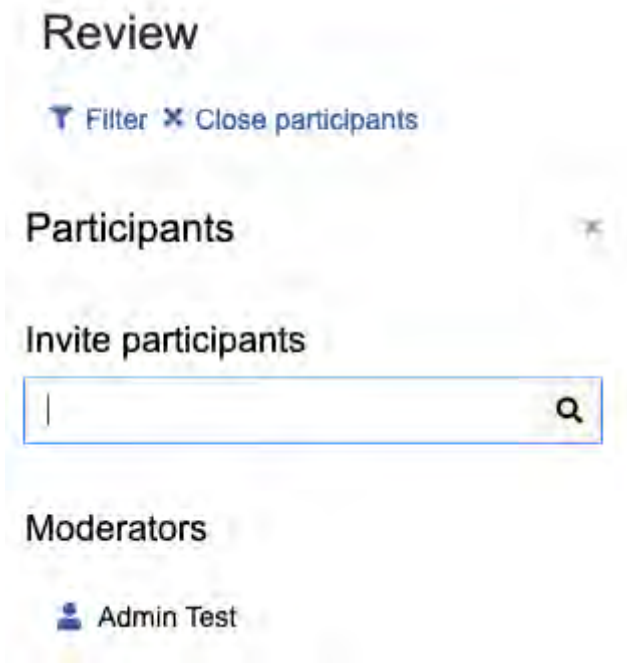 Review
Filter Close participants
Participants
Invite participants
Moderators
Admin Test